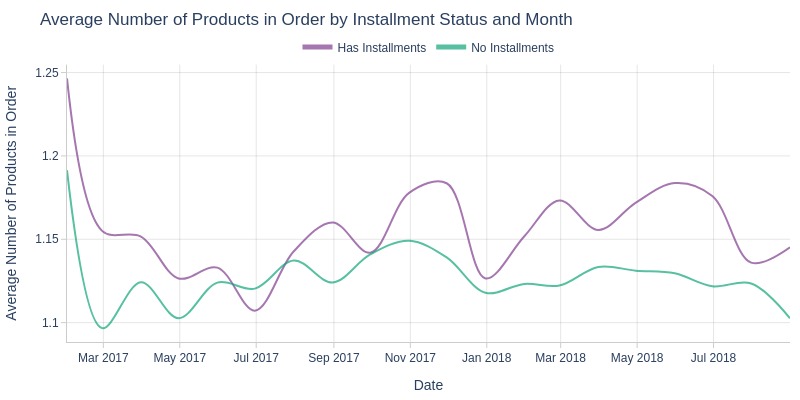 Average Number of Products in Order by Installment Status and Month
Has Installments
No Installments
Average Number of Products in Order
1.25
1.2
1.15
1.1
Mar 2017
May 2017
Jul 2017
Sep 2017
Nov 2017
Jan 2018
Mar 2018
May 2018
Jul 2018
Date